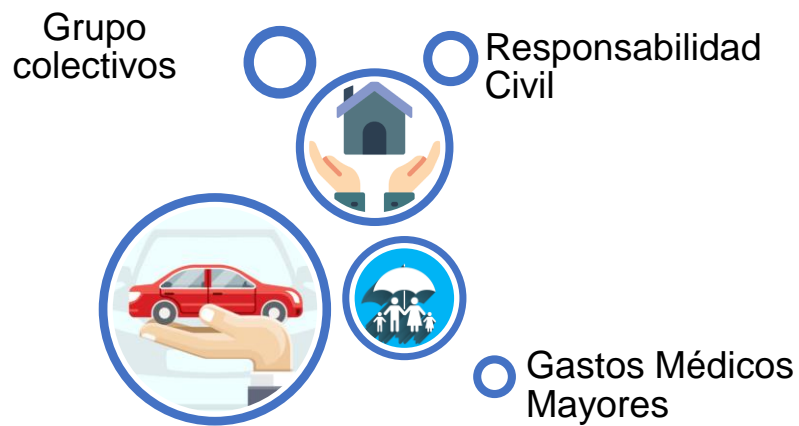 Grupo
colectivos
Responsabilidad
Civil
Gastos Médicos
Mayores